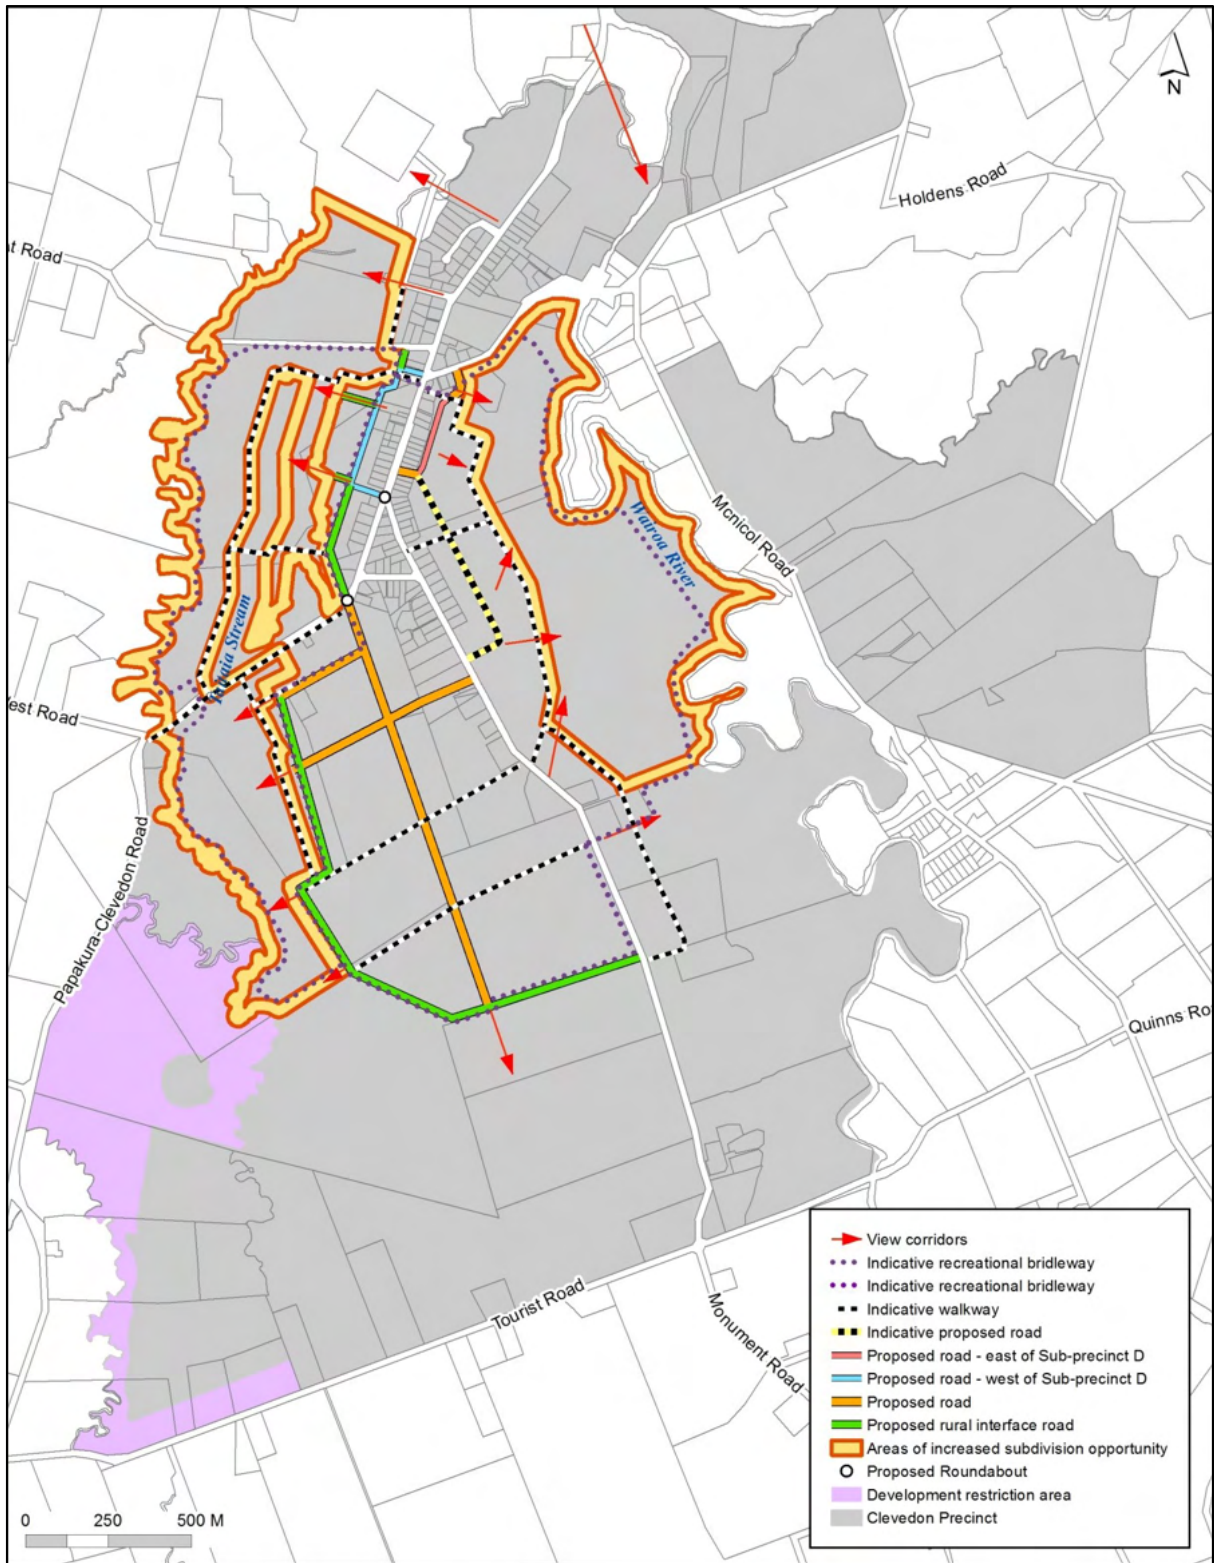 N
Holdens Road
t Road
Mcnicol Road
Wairoa River
Stream
est Road
Papakura-Clevedon Road
Quinns Ro
Tourist Road
Monument Road
View corridors
Indicative recreational bridleway
Indicative recreational bridleway
Indicative walkway
Indicative proposed road
Proposed road - east of Sub-precinct D
Proposed road - west of Sub-precinct D
Proposed road
Proposed rural interface road
Areas of increased subdivision opportunity
Proposed Roundabout
Development restriction area
Clevedon Precinct
0 250 500 M